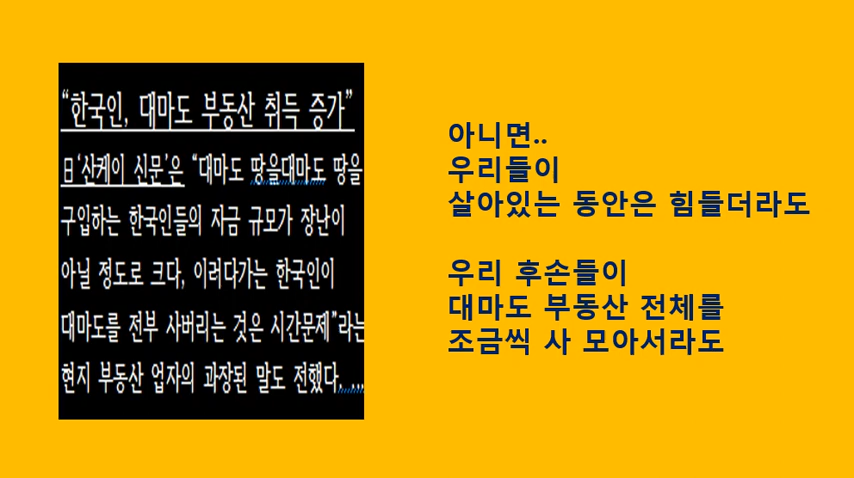 “한국인, 대마도 부동산 취득 증가”
日‘산케이 신문’은 “대마도 땅을대마도 땅을
구입하는 한국인들의 자금 규모가 장난이
아닐 정도로 크다, 이러다가는 한국인이
대마도를 전부 사버리는 것은 시간문제”라는
현지 부동산 업자의 과장된 말도 전했다. ...
아니면..
우리들이
살아있는 동안은 힘들더라도
우리 후손들이
대마도 부동산 전체를
조금씩 사 모아서라도